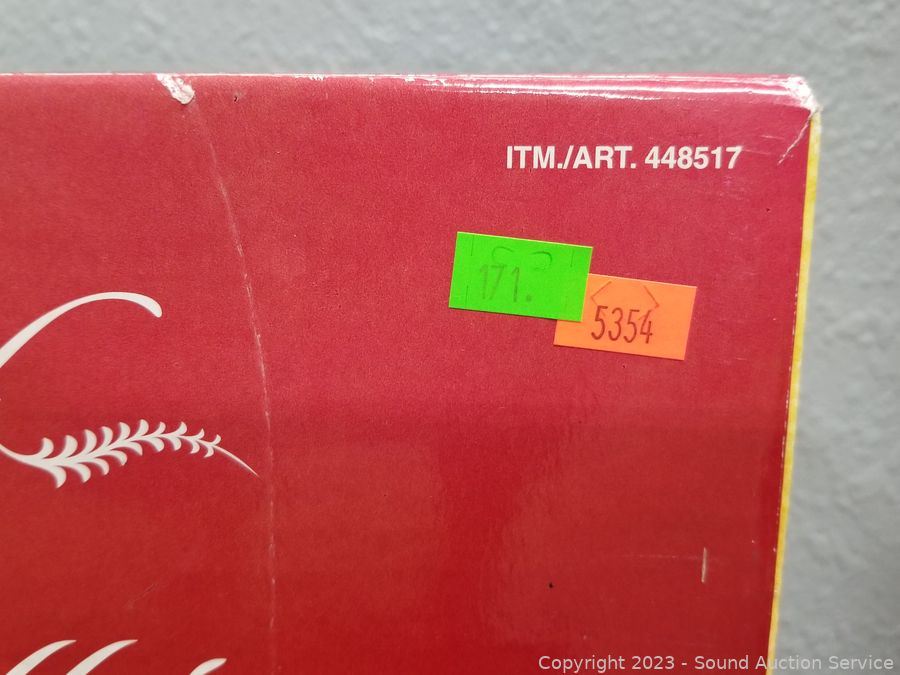 ITM./ART. 448517
171.
5354
Copyright 2023 - Sound Auction Service